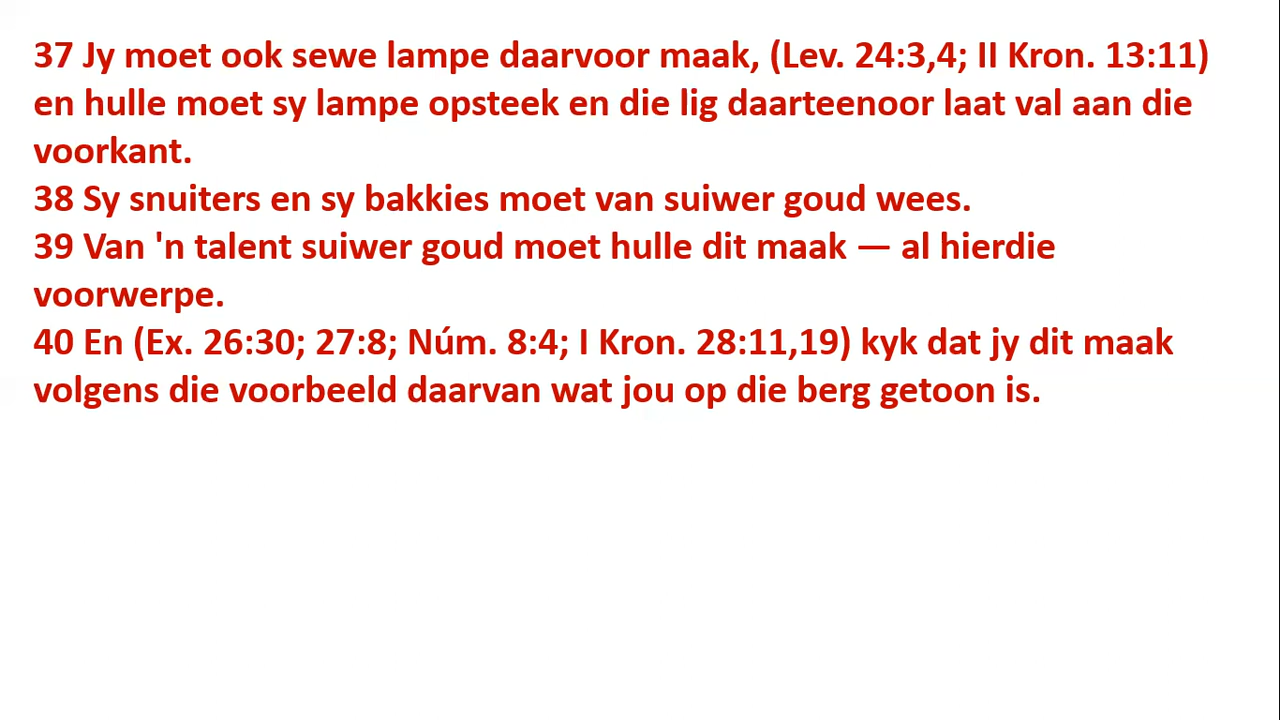 37 Jy moet ook sewe lampe daarvoor maak, (Lev. 24:3,4; II Kron. 13:11)
en hulle moet sy lampe opsteek en die lig daarteenoor laat val aan die
voorkant.
38 Sy snuiters en sy bakkies moet van suiwer goud wees.
39 Van 'n talent suiwer goud moet hulle dit maak — al hierdie
voorwerpe.
40 En (Ex. 26:30; 27:8; Núm. 8:4; I Kron. 28:11,19) kyk dat jy dit maak
volgens die voorbeeld daarvan wat jou op die berg getoon is.